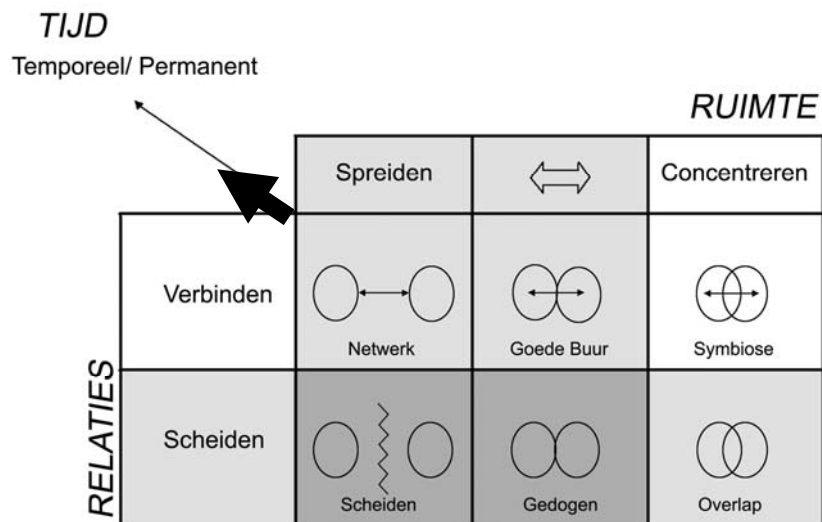 TIJD
Temporeel/ Permanent
RUIMTE
Spreiden
Concentreren
Verbinden
Netwerk
Goede Buur
Symbiose
RELATIES
Scheiden
Scheiden
Gedogen
Overlap